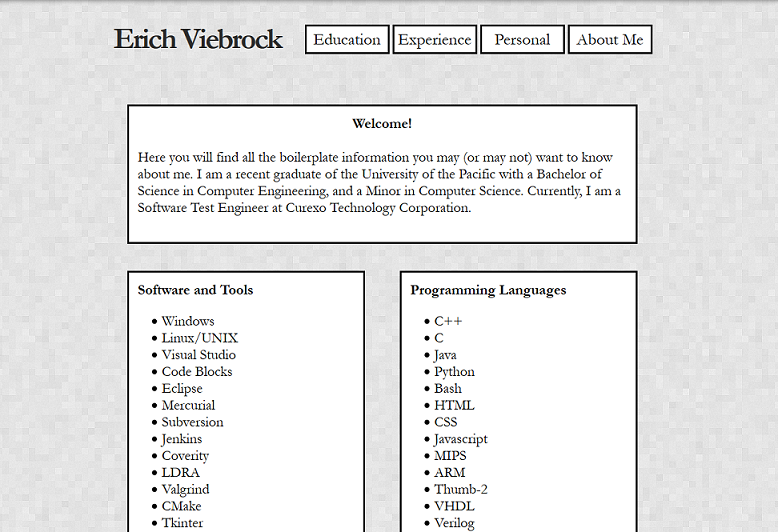 Erich Viebrock
Education
Experience
Personal
About Me
Welcome!
Here you will find all the boilerplate information you may (or may not) want to know
about me. I am a recent graduate of the University of the Pacific with a Bachelor of
Science in Computer Engineering, and a Minor in Computer Science. Currently, I am a
Software Test Engineer at Curexo Technology Corporation.
Software and Tools
• Windows
• Linux/UNIX
• Visual Studio
• Code Blocks
• Eclipse
• Mercurial
• Subversion
• Jenkins
• Coverity
• LDRA
• Valgrind
• CMake
• Tkinter
Programming Languages
• C++
• C
• Java
• Python
• Bash
• HTML
• CSS
• Javascript
• MIPS
• ARM
• Thumb-2
• VHDL
• Verilog